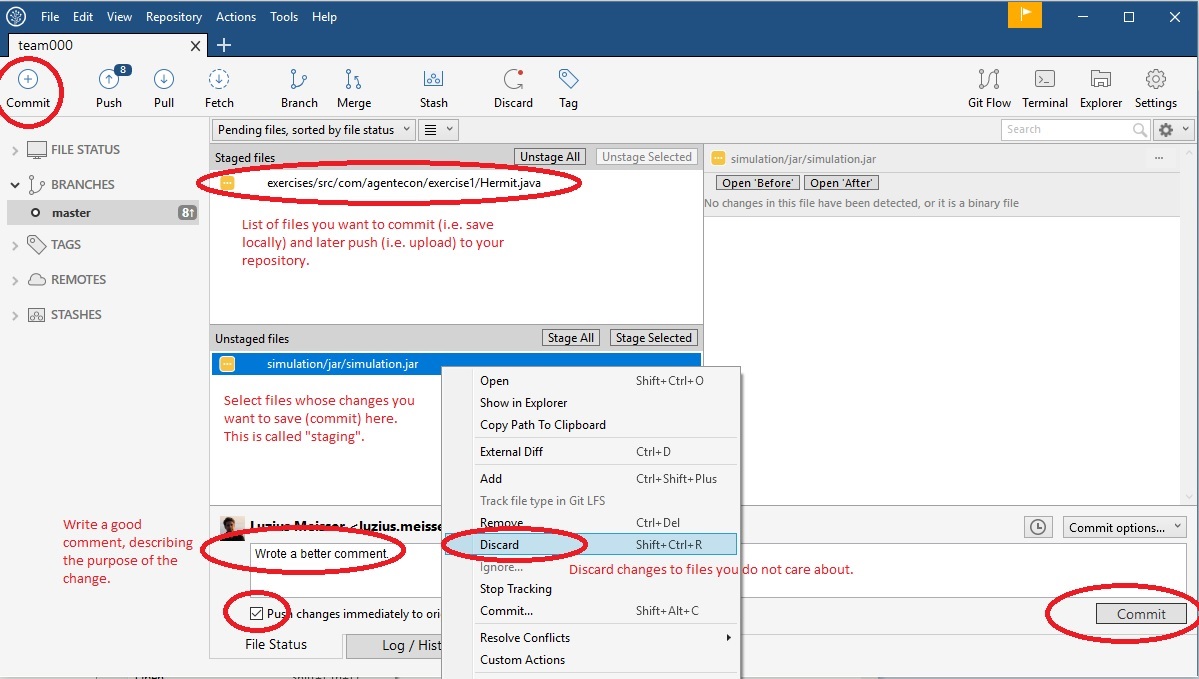 File Edit View Repository Actions Tools Help
team000
Commit Push 8 Pull Fetch Branch Merge Stash Discard Tag Git Flow Terminal Explorer Settings
Pending files, sorted by file status
Search
FILE STATUS
BRANCHES
master 8↑
TAGS
REMOTES
STASHES
Staged files Unstage All Unstage Selected
exercises/src/com/agentecon/exercise1/Hermit.java
List of files you want to commit (i.e. save
locally) and later push (i.e. upload) to your
repository.
Unstaged files Stage All Stage Selected
simulation/jar/simulation.jar
Select files whose changes you
want to save (commit) here.
This is called "staging".
simulation/jar/simulation.jar
Open 'Before' Open 'After'
No changes in this file have been detected, or it is a binary file
Open Shift+Ctrl+O
Show in Explorer
Copy Path To Clipboard
External Diff Ctrl+D
Add Ctrl+Shift+Plus
Track file type in Git LFS
Remove Ctrl+Del
Discard Shift+Ctrl+R
Ignore...
Stop Tracking
Commit... Shift+Alt+C
Resolve Conflicts
Custom Actions
Discard changes to files you do not care about.
Write a good
comment, describing
the purpose of the
change.
Luzius Meisser <luzius.meisse
Commit options...
Wrote a better comment.
Push changes immediately to ori
Commit
File Status Log / Hist